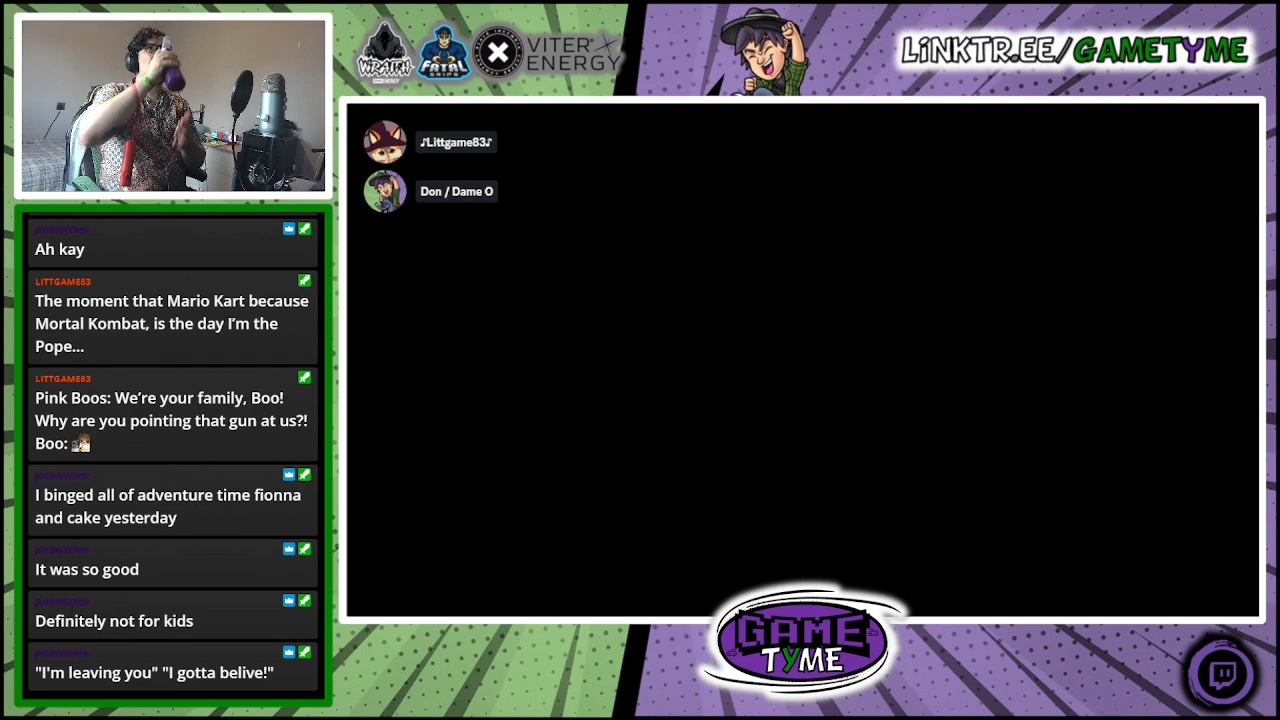 WRAITH
FATAL
GRIPS
VITER
ENERGY
LiNKTR.EE/GAMETYME
♪Littgame83♪
Don / Dame O
Ah kay
LITTGAME83
The moment that Mario Kart because
Mortal Kombat, is the day I’m the
Pope...
LITTGAME83
Pink Boos: We’re your family, Boo!
Why are you pointing that gun at us?!
Boo:
I binged all of adventure time fionna
and cake yesterday
It was so good
Definitely not for kids
"I'm leaving you" "I gotta belive!"
GAME
TYME